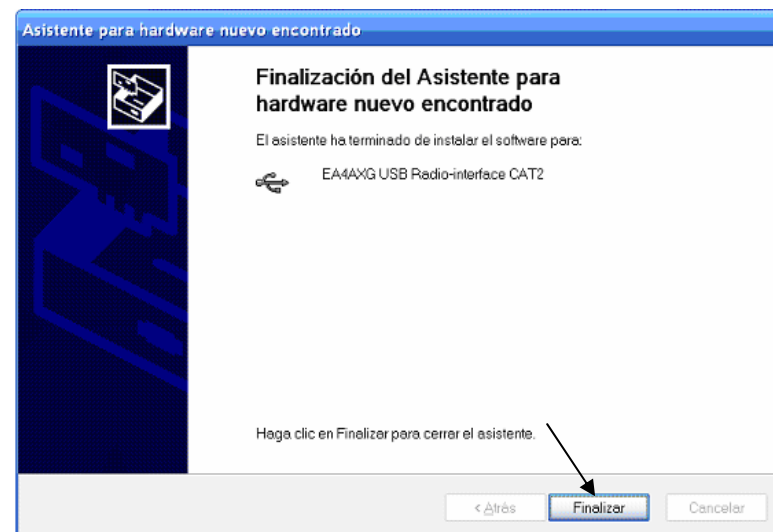 Asistente para hardware nuevo encontrado
Finalización del Asistente para
hardware nuevo encontrado
El asistente ha terminado de instalar el software para:
EA4AXG USB Radio-interface CAT2
Haga clic en Finalizar para cerrar el asistente.
< Atrás Finalizar Cancelar